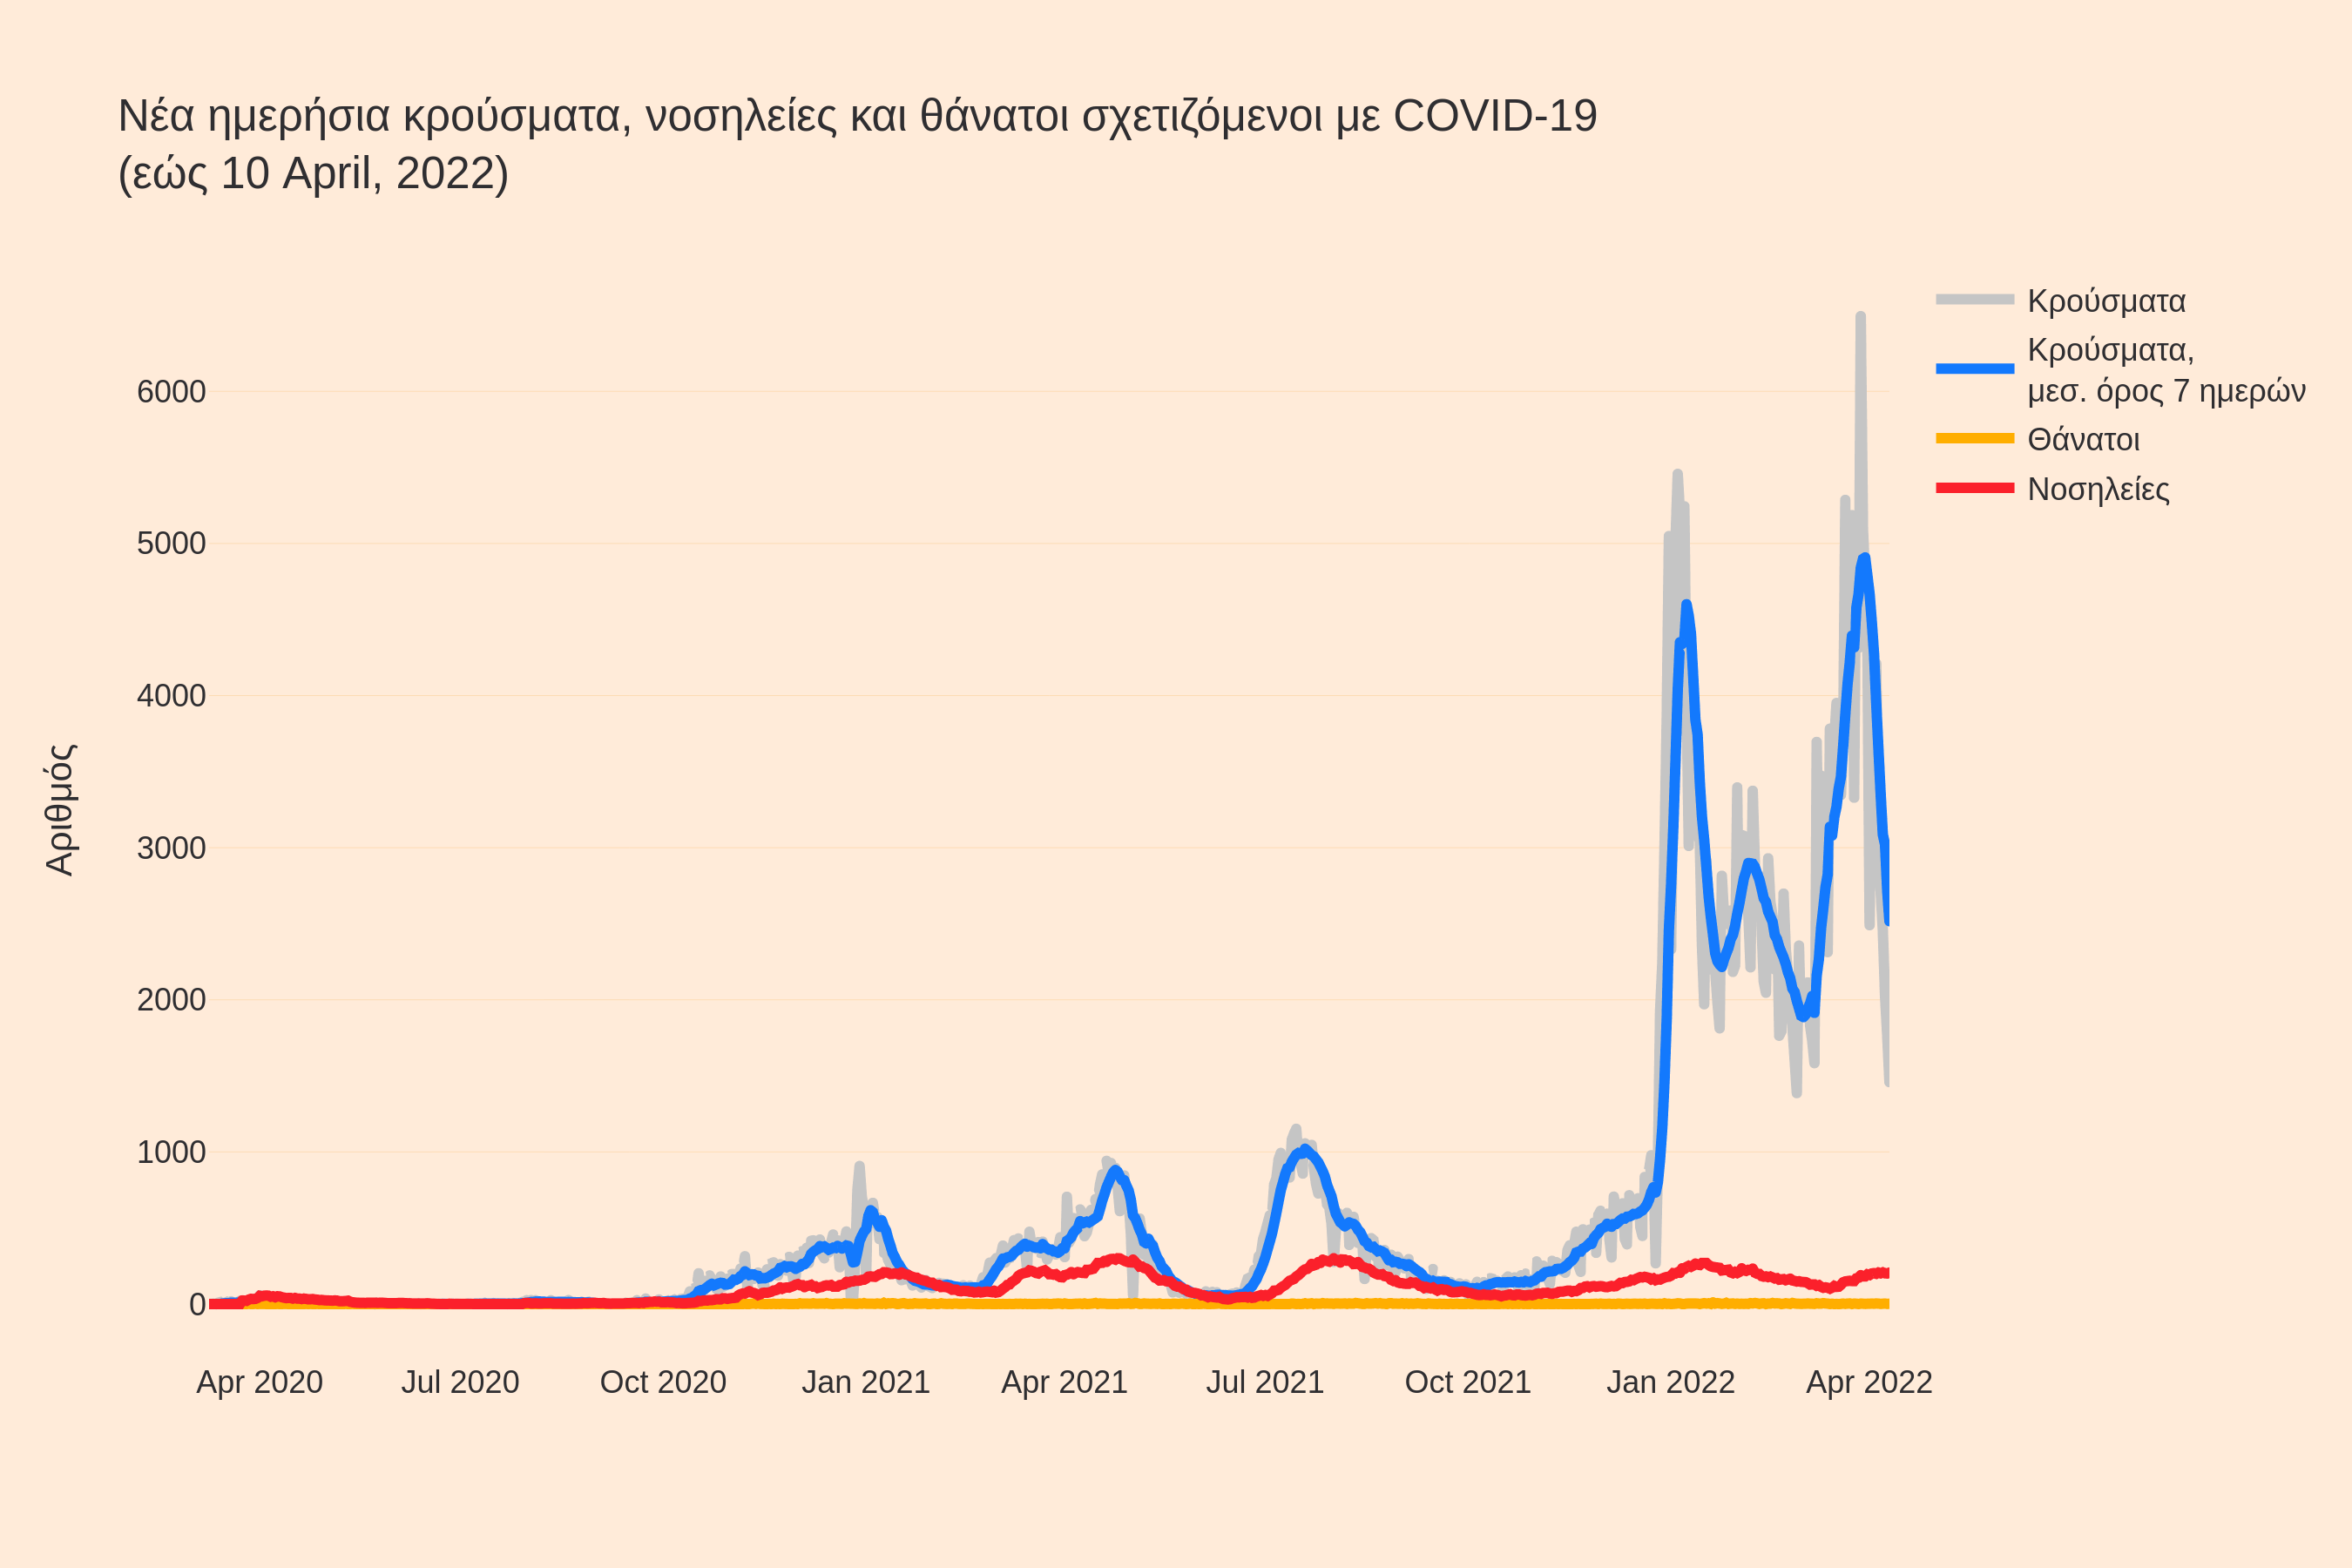 Νέα ημερήσια κρούσματα, νοσηλείες και θάνατοι σχετιζόμενοι με COVID-19
(εώς 10 April, 2022)
Κρούσματα
Κρούσματα,
μεσ. όρος 7 ημερών
Θάνατοι
Νοσηλείες
Αριθμός
6000
5000
4000
3000
2000
1000
0
Apr 2020
Jul 2020
Oct 2020
Jan 2021
Apr 2021
Jul 2021
Oct 2021
Jan 2022
Apr 2022